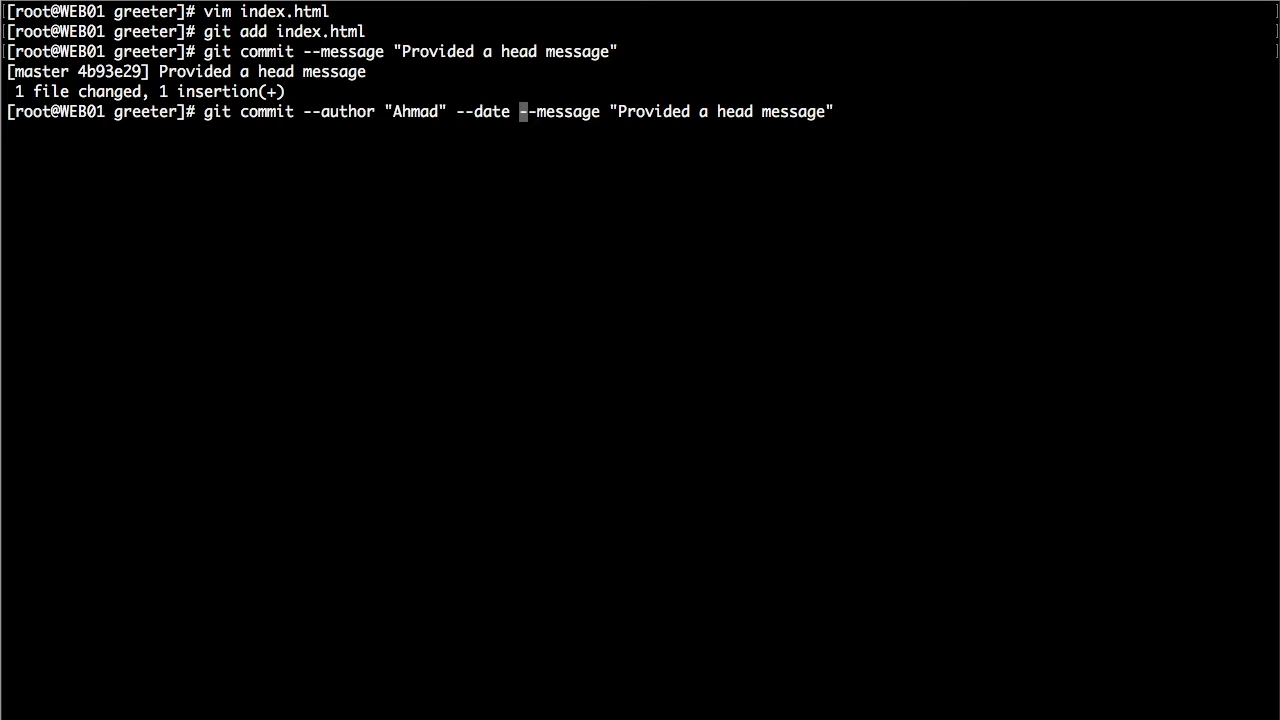 [root@WEB01 greeter]# vim index.html
[root@WEB01 greeter]# git add index.html
[root@WEB01 greeter]# git commit --message "Provided a head message"
[master 4b93e29] Provided a head message
 1 file changed, 1 insertion(+)
[root@WEB01 greeter]# git commit --author "Ahmad" --date --message "Provided a head message"